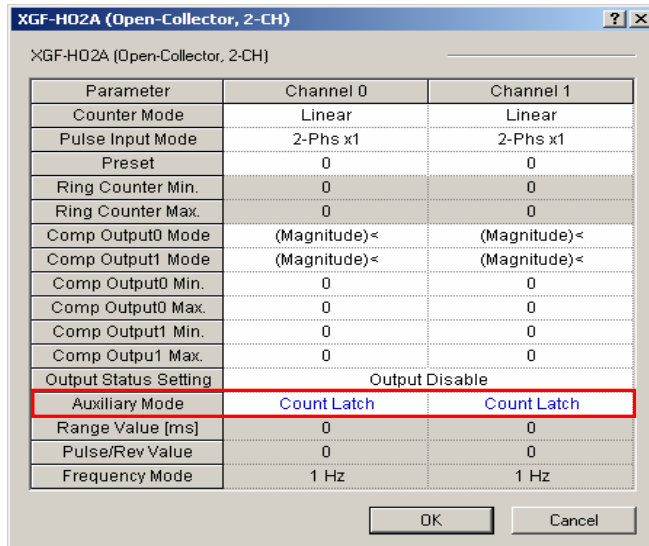 XGF-HO2A (Open-Collector, 2-CH)
XGF-HO2A (Open-Collector, 2-CH)
Parameter Channel 0 Channel 1
Counter Mode Linear Linear
Pulse Input Mode 2-Phs x1 2-Phs x1
Preset 0 0
Ring Counter Min. 0 0
Ring Counter Max. 0 0
Comp Output0 Mode (Magnitude)< (Magnitude)<
Comp Output1 Mode (Magnitude)< (Magnitude)<
Comp Output0 Min. 0 0
Comp Output0 Max. 0 0
Comp Output1 Min. 0 0
Comp Outpu1 Max. 0 0
Output Status Setting Output Disable
Auxiliary Mode Count Latch Count Latch
Range Value [ms] 0 0
Pulse/Rev Value 0 0
Frequency Mode 1 Hz 1 Hz
OK Cancel